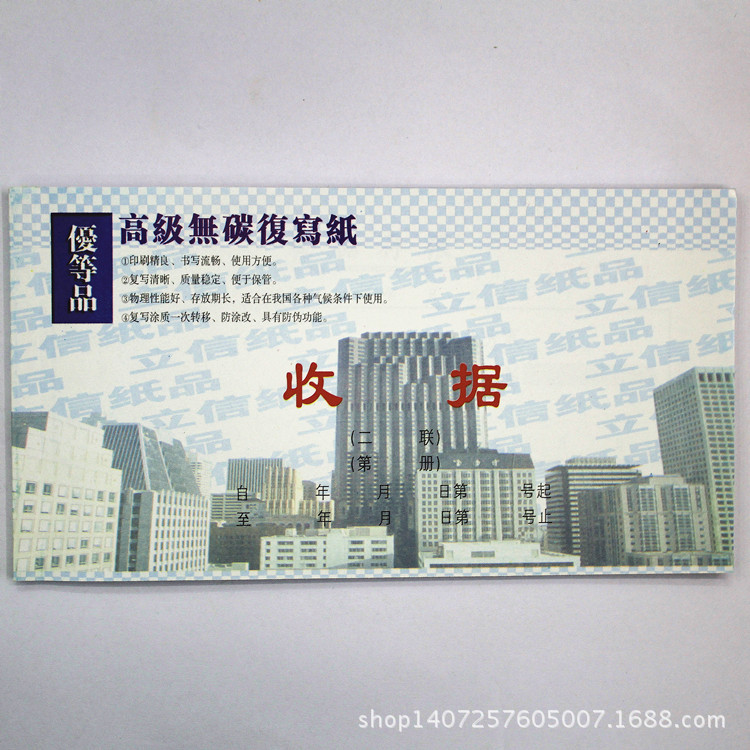 優等品
高級無碳復寫紙
①印刷精良、书写流畅、使用方便。
②复写清晰、质量稳定、便于保管。
③物理性能好、存放期长，适合在我国各种气候条件下使用。
④复写涂质一次转移、防涂改、具有防伪功能。
立信纸品
收 据
(二 联)
(第 册)
自 年 月 日第 号起
至 年 月 日第 号止
shop1407257605007.1688.com